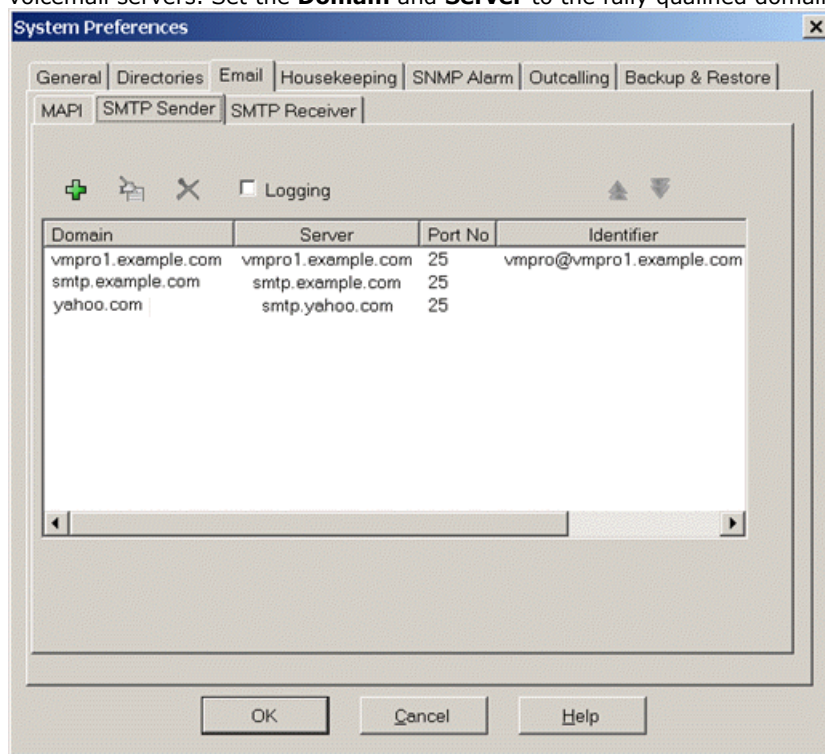 voicemail servers. Set the Domain and Server to the fully qualified domain
System Preferences
General Directories Email Housekeeping SNMP Alarm Outcalling Backup & Restore
MAPI SMTP Sender SMTP Receiver
Logging
Domain Server Port No Identifier
vmpro1.example.com vmpro1.example.com 25 vmpro@vmpro1.example.com
smtp.example.com smtp.example.com 25
yahoo.com smtp.yahoo.com 25
OK Cancel Help